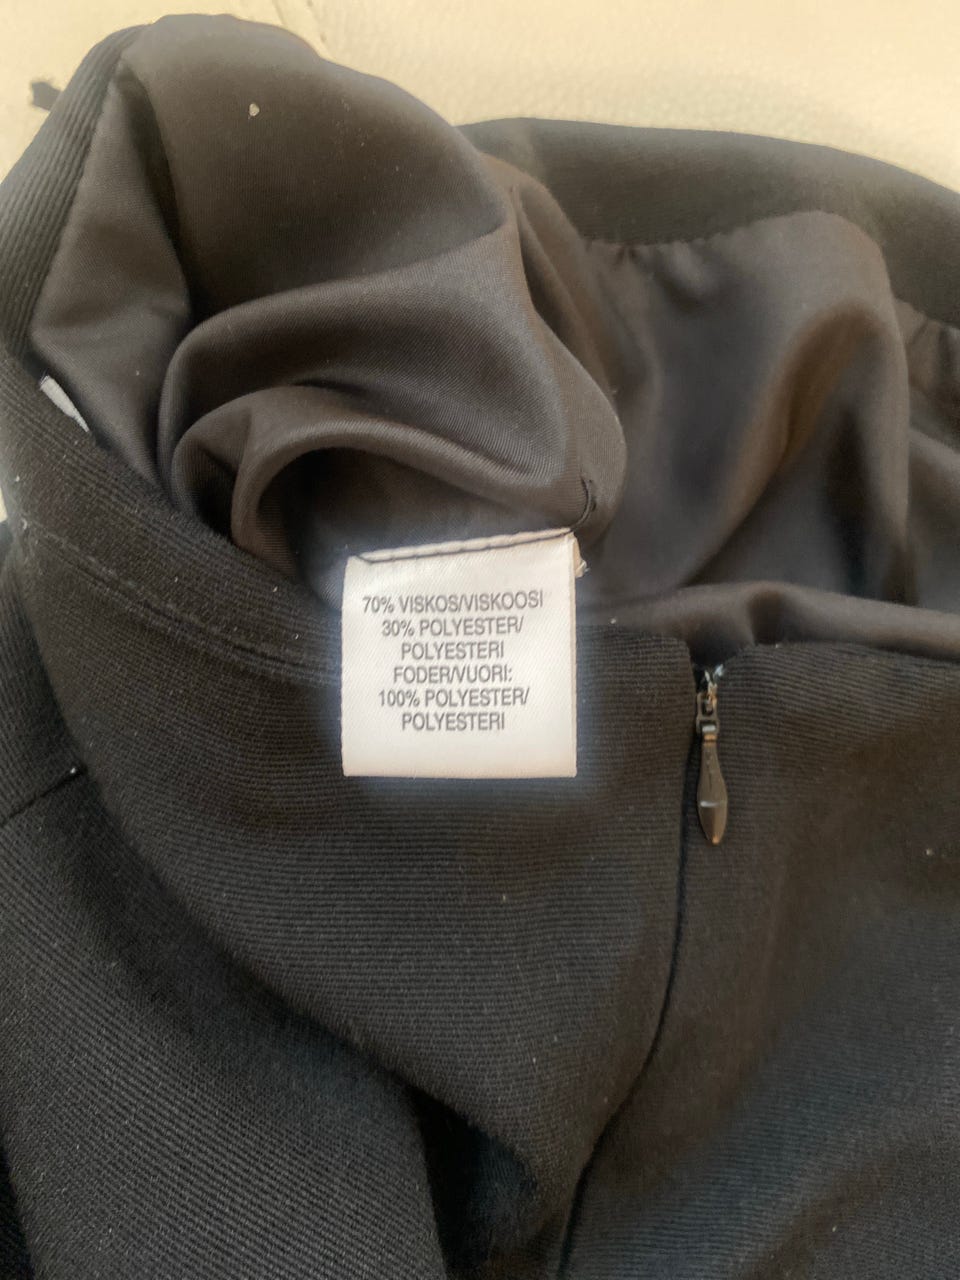 70% VISKOS/VISKOOSI
30% POLYESTER/
POLYESTERI
FODER/VUORI:
100% POLYESTER/
POLYESTERI